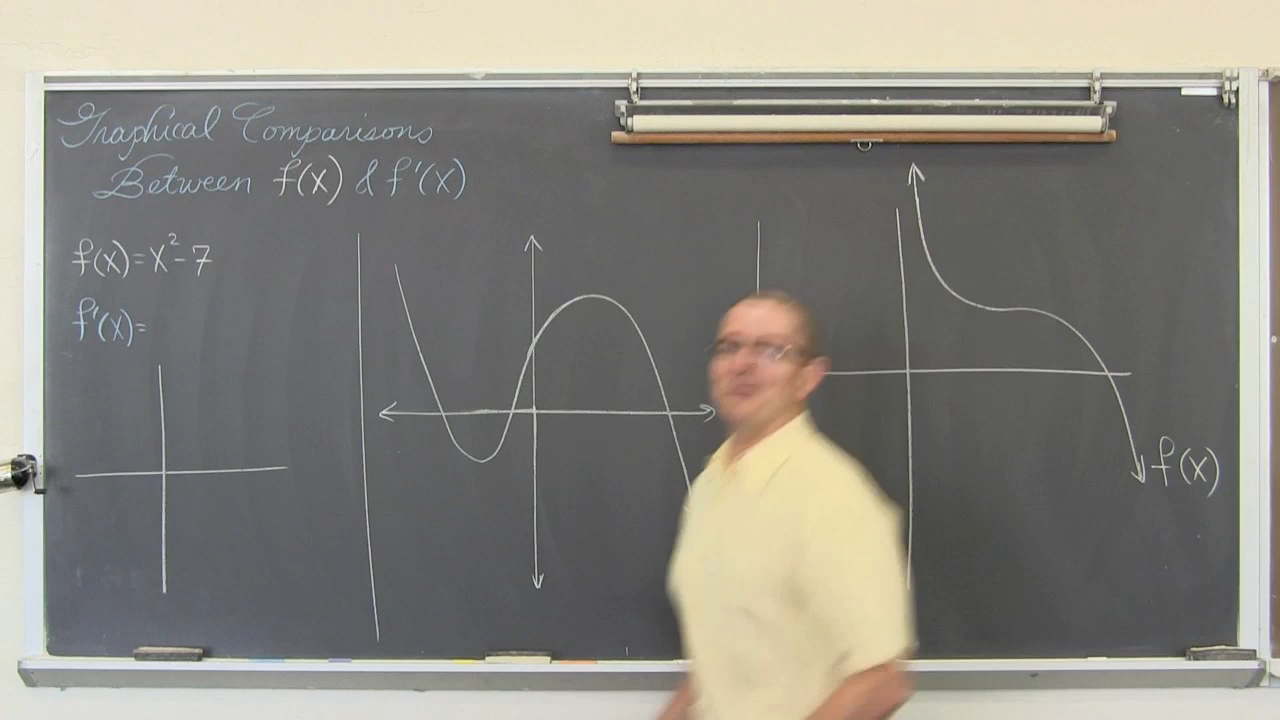 Graphical Comparisons
Between f(x) & f'(x)
f(x)=x²-7
f'(x)=
f(x)